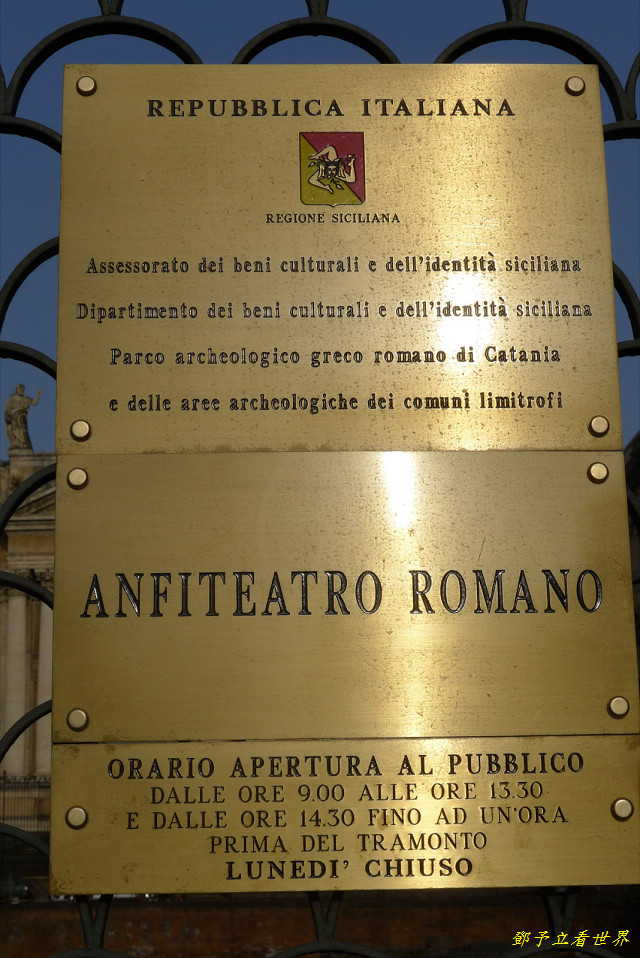 REPUBBLICA ITALIANA
REGIONE SICILIANA
Assessorato dei beni culturali e dell'identità siciliana
Dipartimento dei beni culturali e dell'identità siciliana
Parco archeologico greco romano di Catania
e delle aree archeologiche dei comuni limitrofi
ANFITEATRO ROMANO
ORARIO APERTURA AL PUBBLICO
DALLE ORE 9.00 ALLE ORE 13.30
E DALLE ORE 14.30 FINO AD UN'ORA
PRIMA DEL TRAMONTO
LUNEDI' CHIUSO
鄧予立看世界